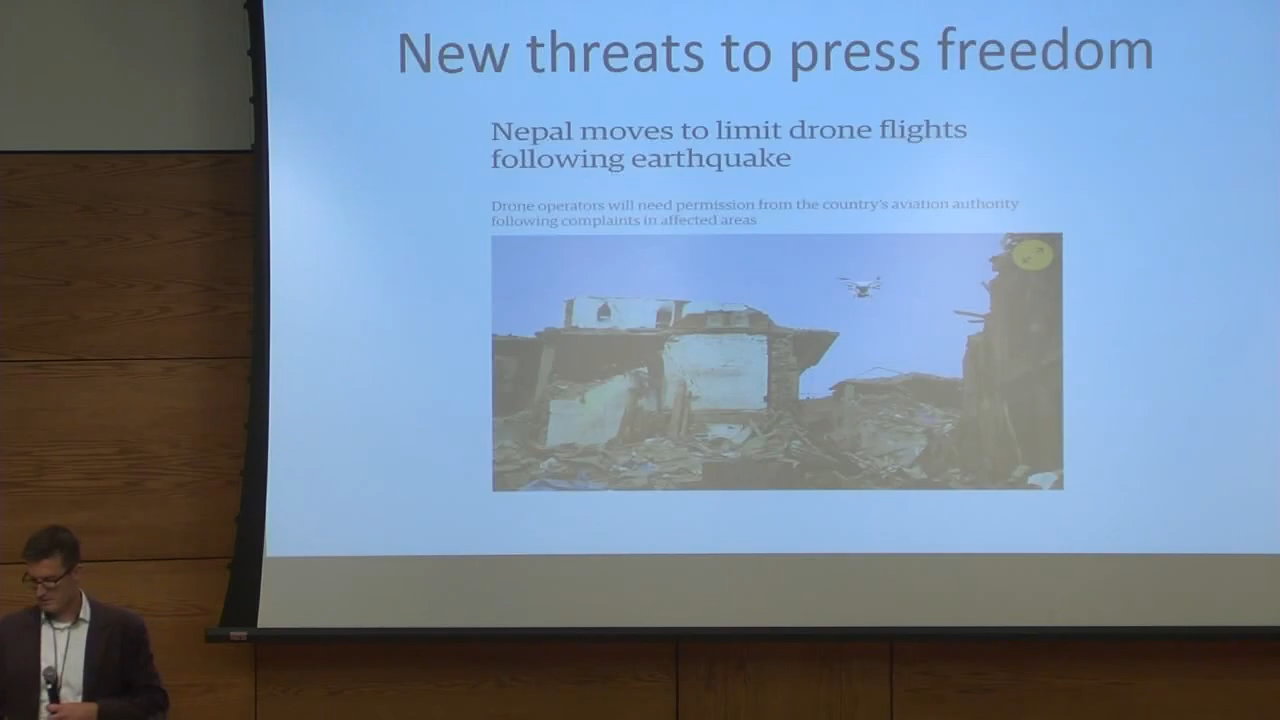 New threats to press freedom
Nepal moves to limit drone flights
following earthquake
Drone operators will need permission from the country's aviation authority
following complaints in affected areas